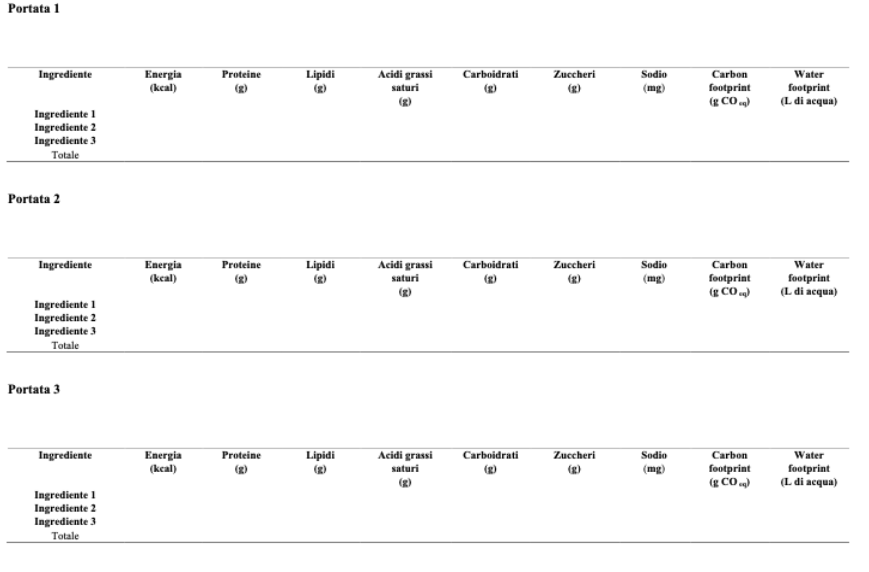 Portata 1
Ingrediente Energia Proteine Lipidi Acidi grassi Carboidrati Zuccheri Sodio Carbon Water
(kcal) (g) (g) saturi (g) (g) (mg) footprint footprint
(g) (g CO eq) (L di acqua)
Ingrediente 1
Ingrediente 2
Ingrediente 3
Totale
Portata 2
Ingrediente Energia Proteine Lipidi Acidi grassi Carboidrati Zuccheri Sodio Carbon Water
(kcal) (g) (g) saturi (g) (g) (mg) footprint footprint
(g) (g CO eq) (L di acqua)
Ingrediente 1
Ingrediente 2
Ingrediente 3
Totale
Portata 3
Ingrediente Energia Proteine Lipidi Acidi grassi Carboidrati Zuccheri Sodio Carbon Water
(kcal) (g) (g) saturi (g) (g) (mg) footprint footprint
(g) (g CO eq) (L di acqua)
Ingrediente 1
Ingrediente 2
Ingrediente 3
Totale